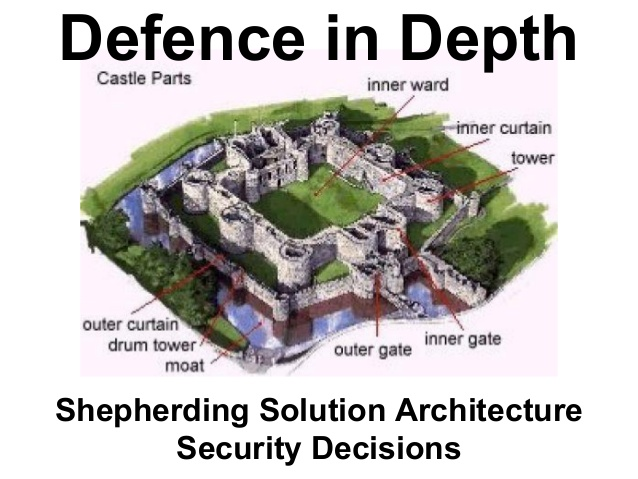 Defence in Depth
Castle Parts
inner ward
inner curtain
tower
outer curtain
drum tower
moat
outer gate
inner gate
Shepherding Solution Architecture
Security Decisions